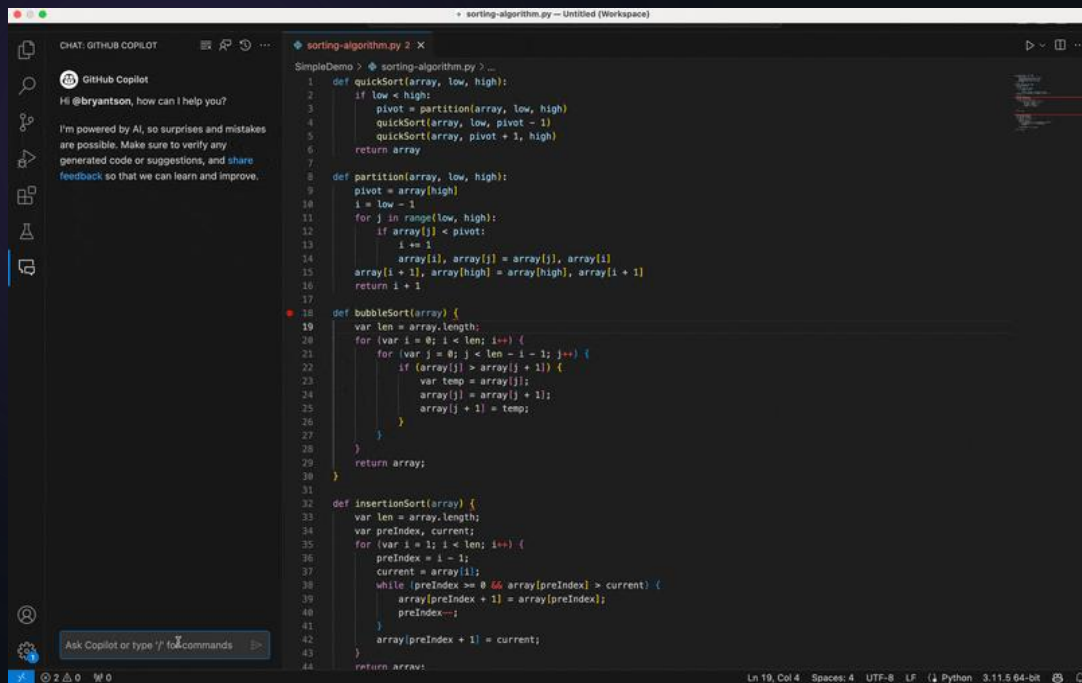 sorting-algorithm.py — Untitled (Workspace)
CHAT: GITHUB COPILOT
GitHub Copilot
Hi @bryantson, how can I help you?
I'm powered by AI, so surprises and mistakes
are possible. Make sure to verify any
generated code or suggestions, and share
feedback so that we can learn and improve.
Ask Copilot or type '/' for commands
sorting-algorithm.py 2
SimpleDemo > sorting-algorithm.py > ...
1 def quickSort(array, low, high):
2     if low < high:
3         pivot = partition(array, low, high)
4         quickSort(array, low, pivot - 1)
5         quickSort(array, pivot + 1, high)
6     return array
7
8 def partition(array, low, high):
9     pivot = array[high]
10     i = low - 1
11     for j in range(low, high):
12         if array[j] < pivot:
13             i += 1
14             array[i], array[j] = array[j], array[i]
15     array[i + 1], array[high] = array[high], array[i + 1]
16     return i + 1
17
18 def bubbleSort(array) {
19     var len = array.length;
20     for (var i = 0; i < len; i++) {
21         for (var j = 0; j < len - i - 1; j++) {
22             if (array[j] > array[j + 1]) {
23                 var temp = array[j];
24                 array[j] = array[j + 1];
25                 array[j + 1] = temp;
26             }
27         }
28     }
29     return array;
30 }
31
32 def insertionSort(array) {
33     var len = array.length;
34     var preIndex, current;
35     for (var i = 1; i < len; i++) {
36         preIndex = i - 1;
37         current = array[i];
38         while (preIndex >= 0 && array[preIndex] > current) {
39             array[preIndex + 1] = array[preIndex];
40             preIndex--;
41         }
42         array[preIndex + 1] = current;
43     }
44     return array;
2 0 0 Ln 19, Col 4 Spaces: 4 UTF-8 LF Python 3.11.5 64-bit